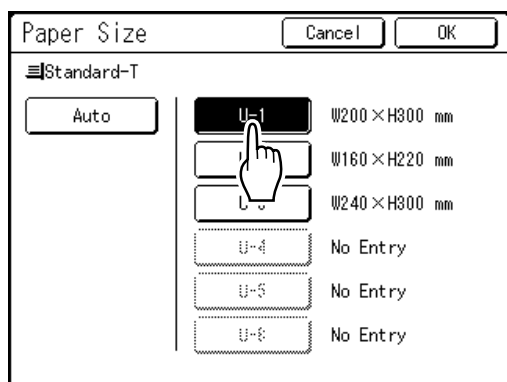 Paper Size Cancel OK
Standard-T
Auto U-1 W200×H300 mm
W160×H220 mm
W240×H300 mm
U-4 No Entry
U-5 No Entry
U-6 No Entry